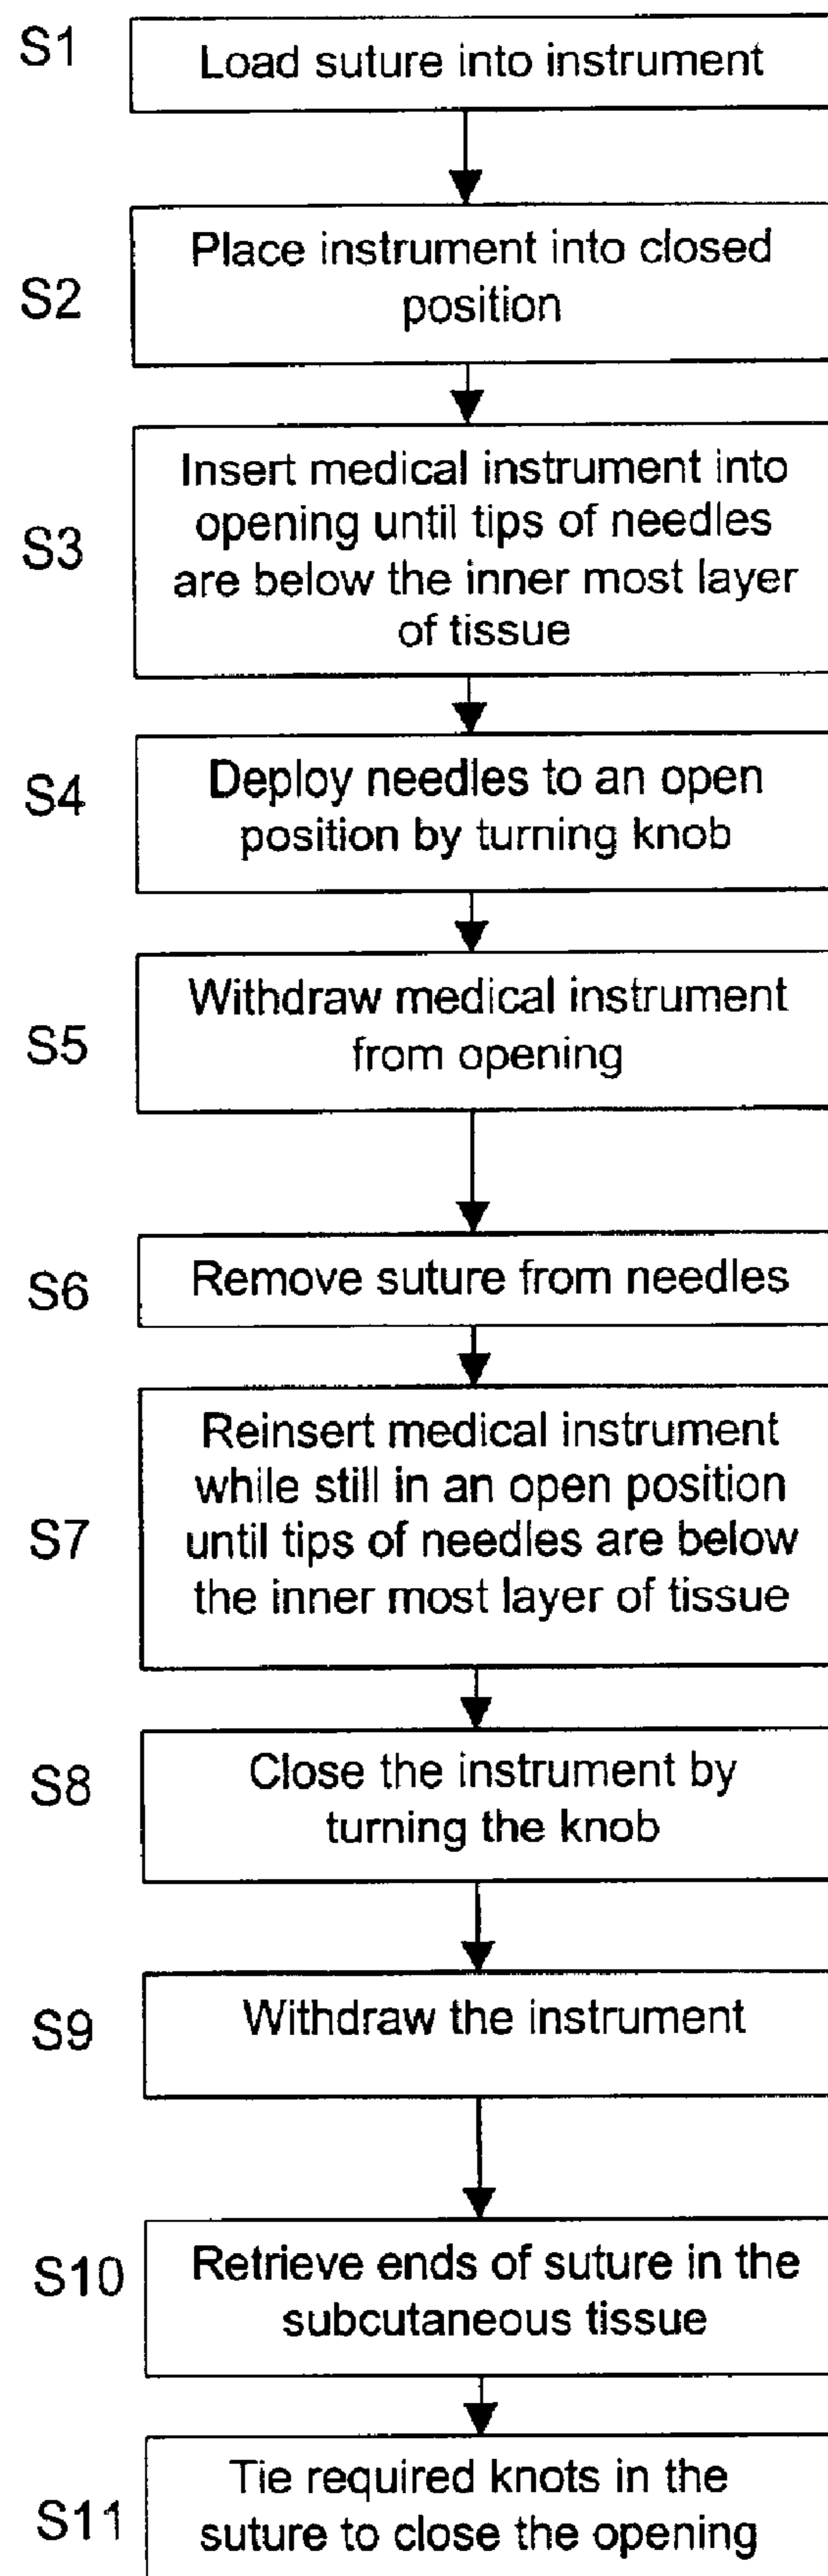 S1
Load suture into instrument
S2
Place instrument into closed
position
S3
Insert medical instrument into
opening until tips of needles
are below the inner most layer
of tissue
S4
Deploy needles to an open
position by turning knob
S5
Withdraw medical instrument
from opening
S6
Remove suture from needles
S7
Reinsert medical instrument
while still in an open position
until tips of needles are below
the inner most layer of tissue
S8
Close the instrument by
turning the knob
S9
Withdraw the instrument
S10
Retrieve ends of suture in the
subcutaneous tissue
S11
Tie required knots in the
suture to close the opening